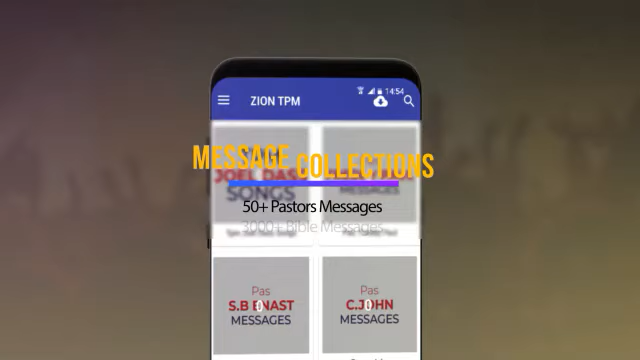 14:54
ZION TPM
MESSAGE COLLECTIONS
JOEL DAS
SONGS
MESSAGES
50+ Pastors Messages
3000+ Bible Messages
Pas
S.B ENAST
MESSAGES
Pas
C.JOHN
MESSAGES